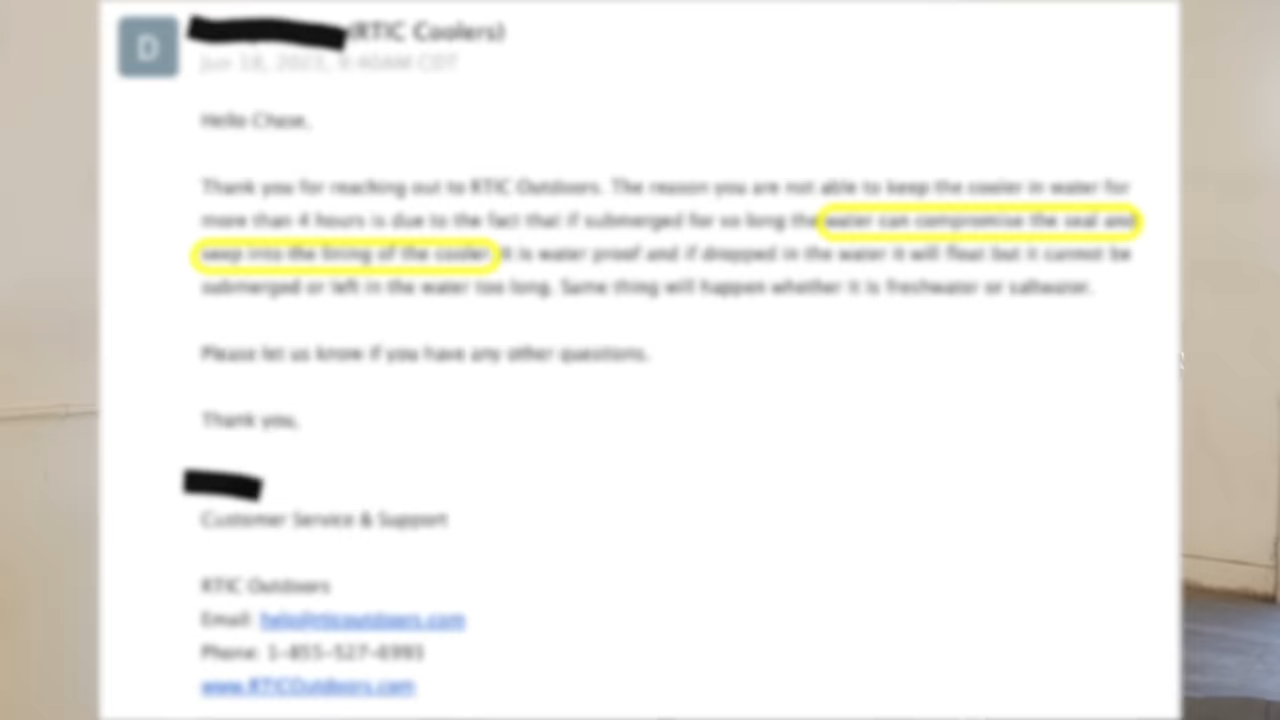 D
(RTIC Coolers)
Jun 18, 2021, AM CDT
Hello Chase,
Thank you for reaching out to RTIC Outdoors. The reason you are not able to keep the cooler in water for
more than 4 hours is due to the fact that if submerged for so long the water can compromise the seal and
seep into the lining of the cooler. It is water proof and if dropped in the water it will float but it cannot be
submerged or left in the water too long. Same thing will happen whether it is freshwater or saltwater.
Please let us know if you have any other questions.
Thank you,
Customer Service & Support
RTIC Outdoors
Email: help@rticoutdoors.com
Phone: 1-855-527-6993
www.RTICOutdoors.com